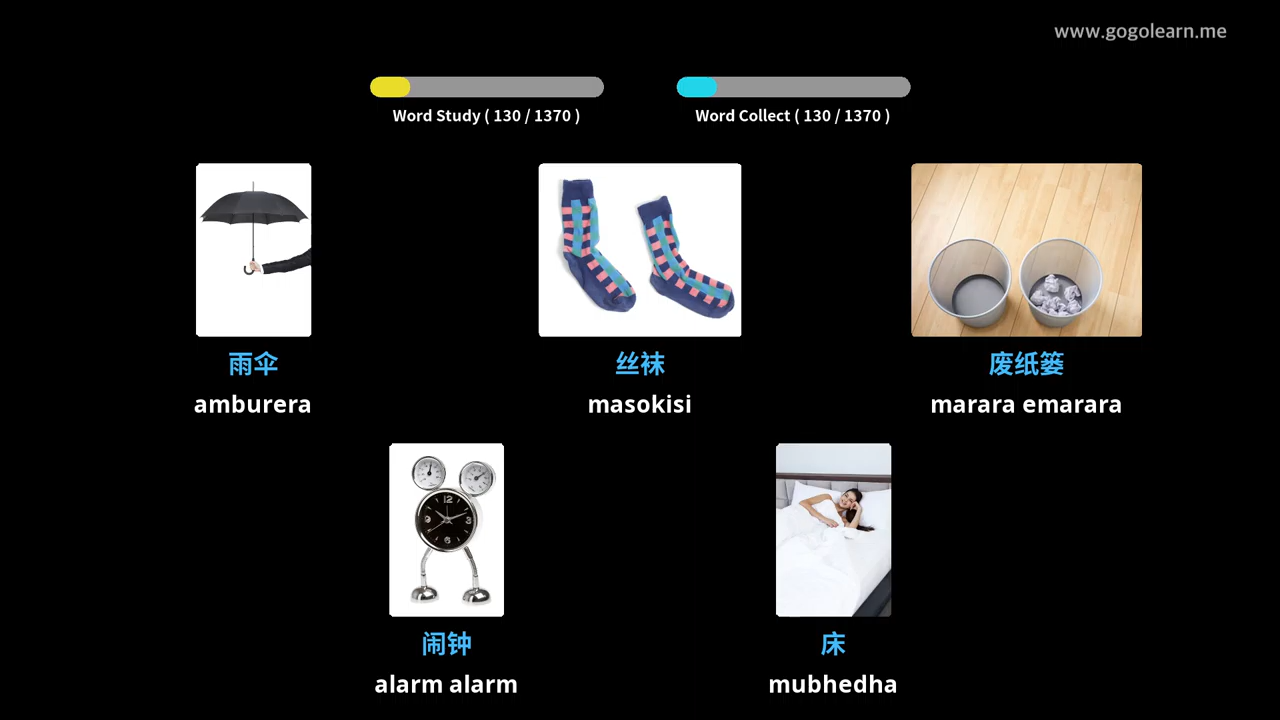 www.gogolearn.me
Word Study ( 130 / 1370 )
Word Collect ( 130 / 1370 )
雨伞
丝袜
废纸篓
amburera
masokisi
marara emarara
闹钟
床
alarm alarm
mubhedha